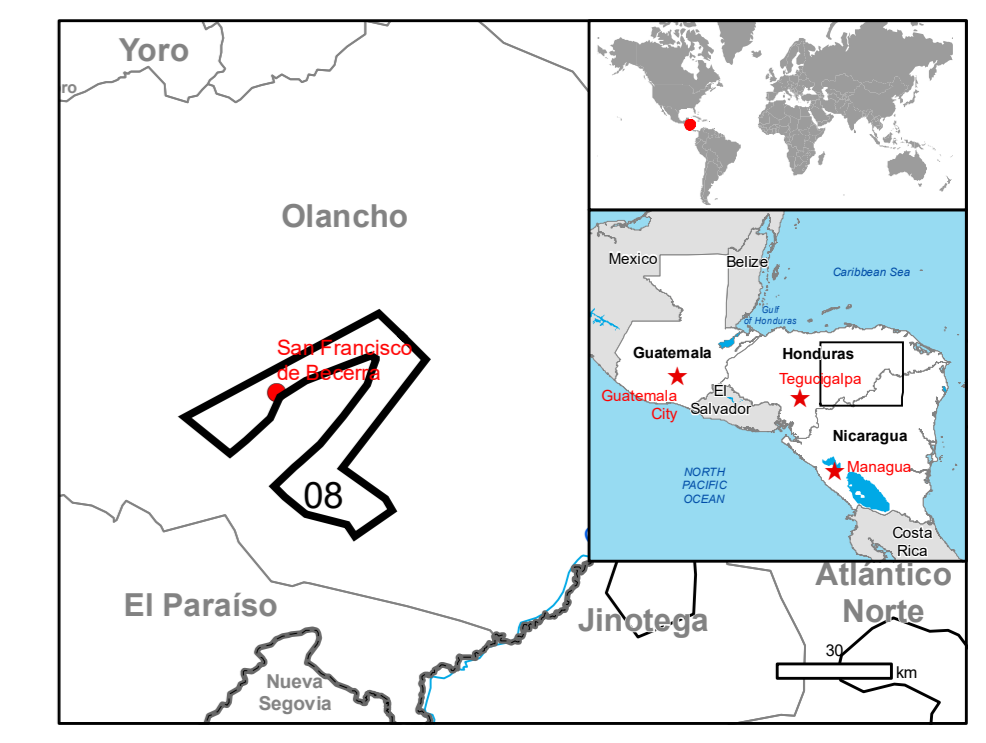 Yoro
ro
Olancho
San Francisco
de Becerra
08
El Paraíso
Nueva
Segovia
Jinotega
Atlántico
Norte
30
km
Mexico
Belize
Caribbean Sea
Gulf
of Honduras
Guatemala
Honduras
Tegucigalpa
Guatemala
City
El
Salvador
Nicaragua
Managua
NORTH
PACIFIC
OCEAN
Costa
Rica